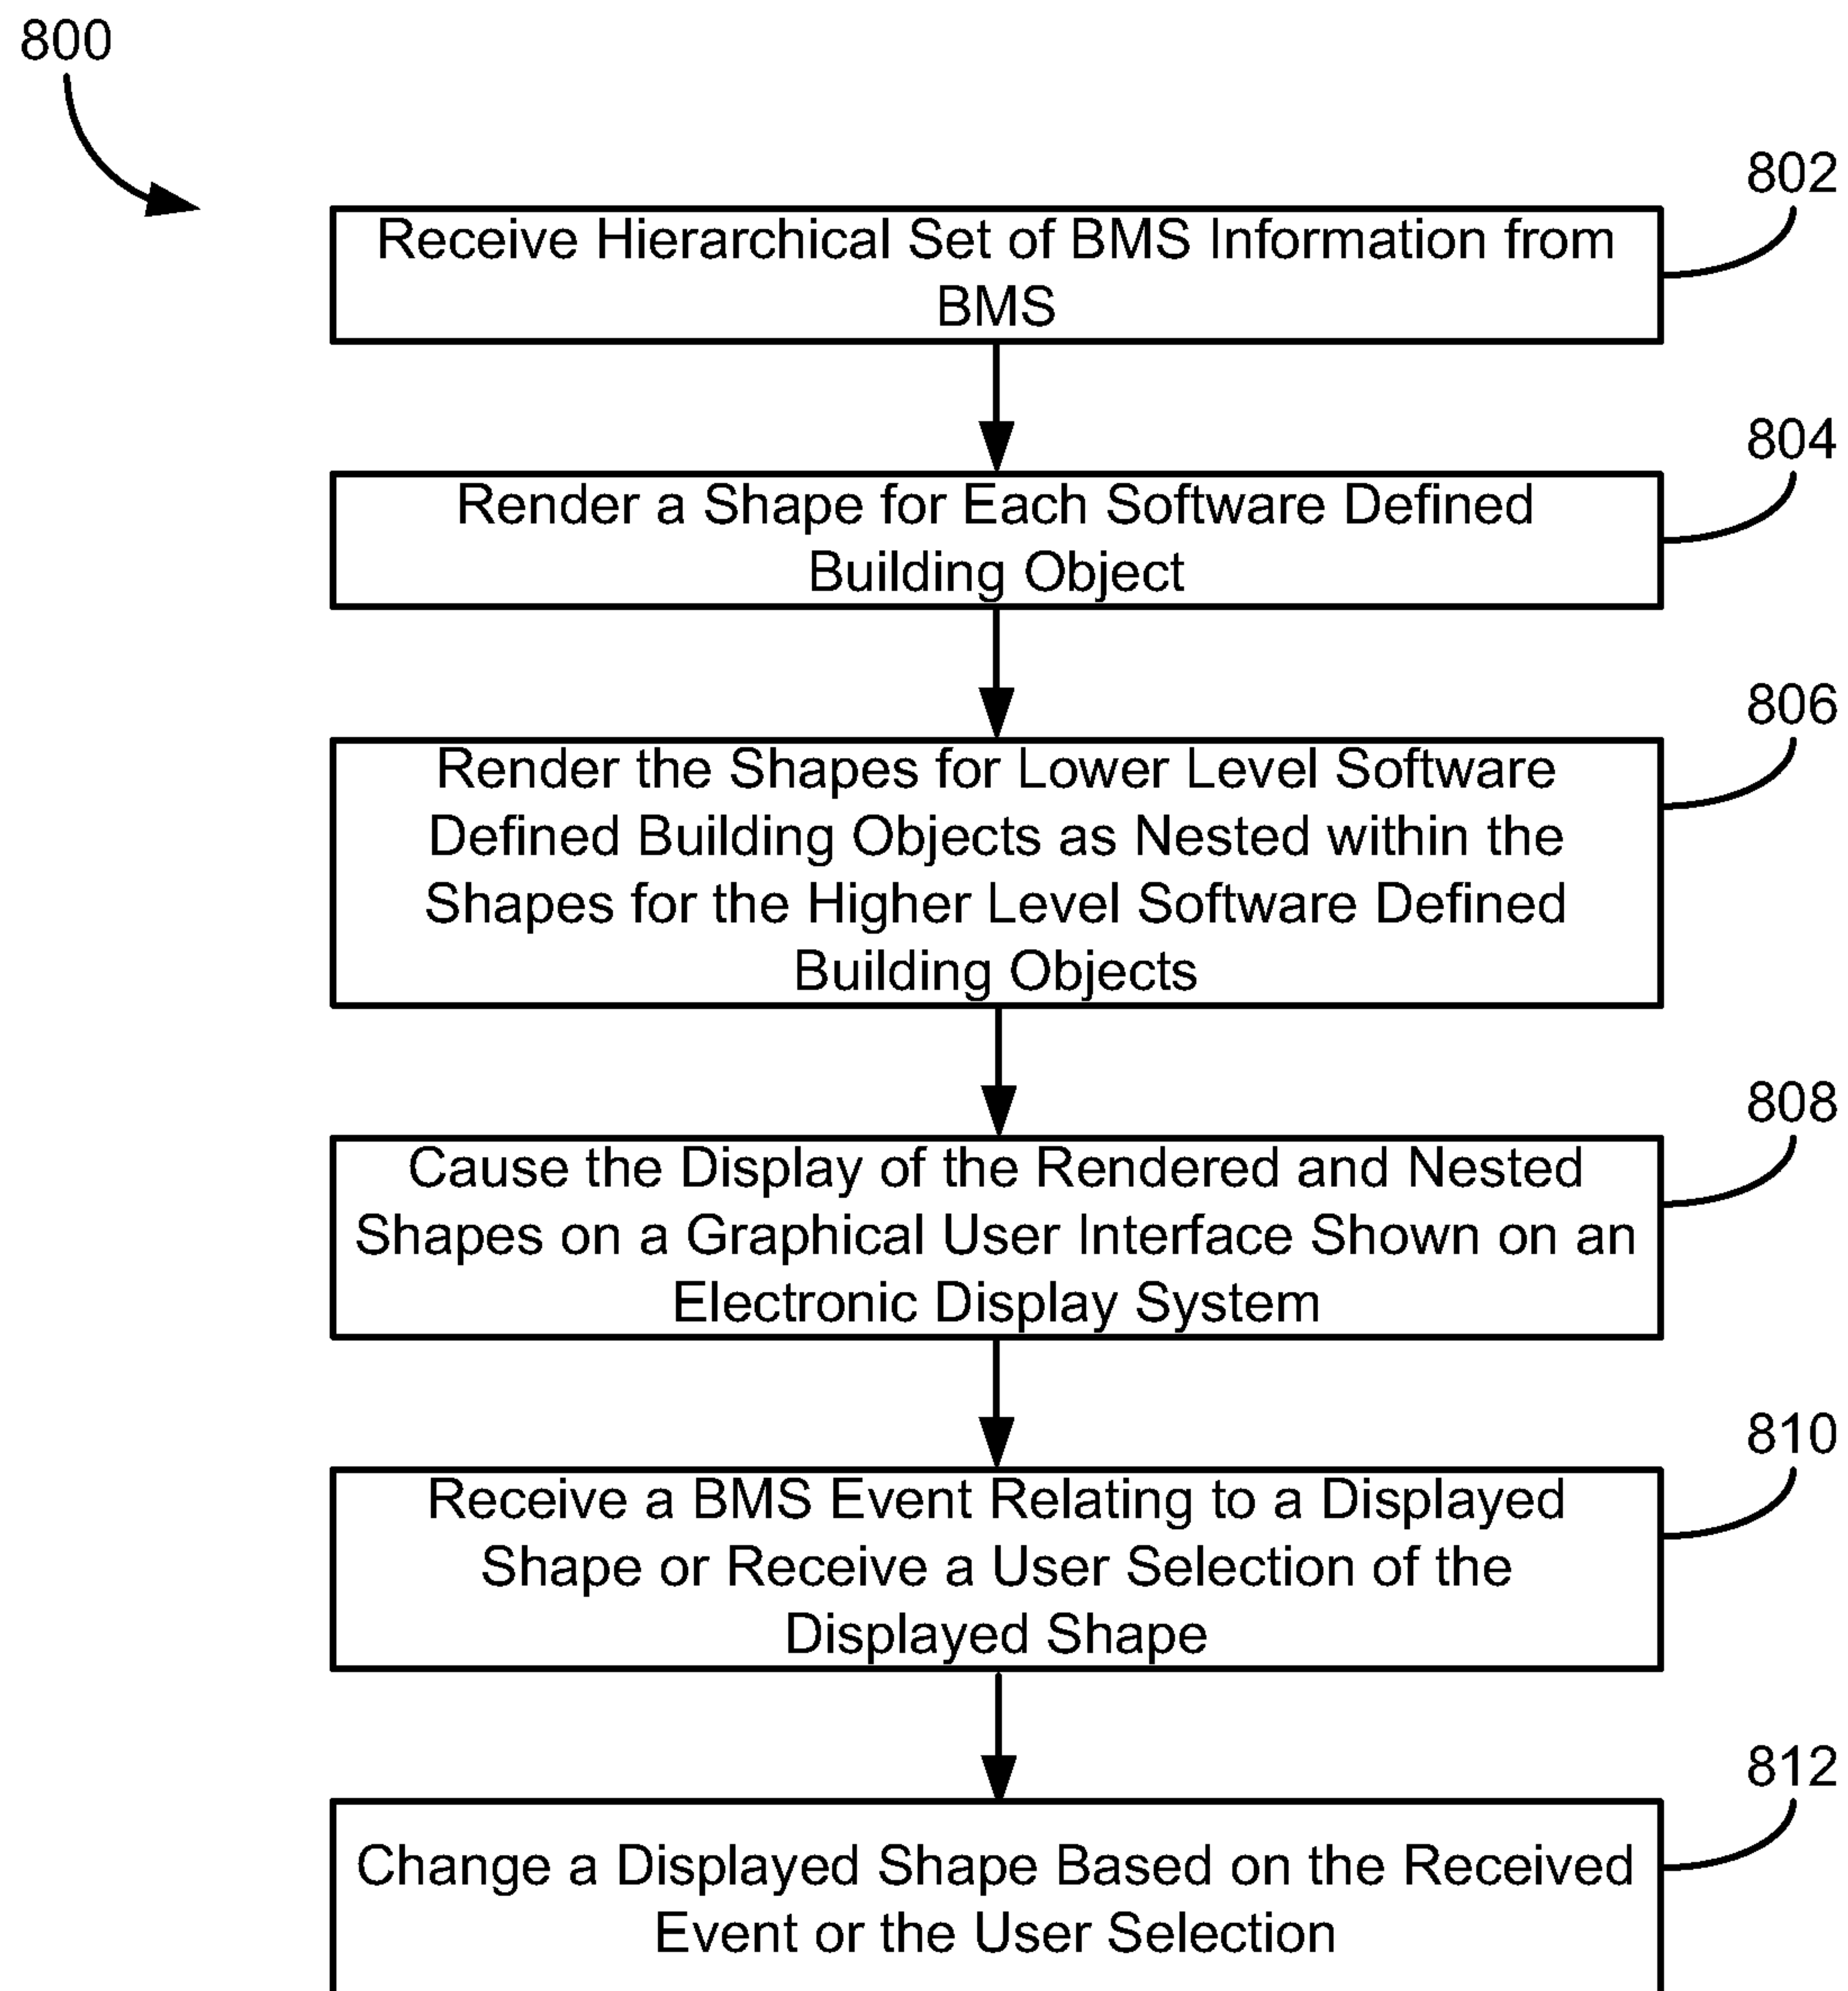 800
802
Receive Hierarchical Set of BMS Information from
BMS
804
Render a Shape for Each Software Defined
Building Object
806
Render the Shapes for Lower Level Software
Defined Building Objects as Nested within the
Shapes for the Higher Level Software Defined
Building Objects
808
Cause the Display of the Rendered and Nested
Shapes on a Graphical User Interface Shown on an
Electronic Display System
810
Receive a BMS Event Relating to a Displayed
Shape or Receive a User Selection of the
Displayed Shape
812
Change a Displayed Shape Based on the Received
Event or the User Selection